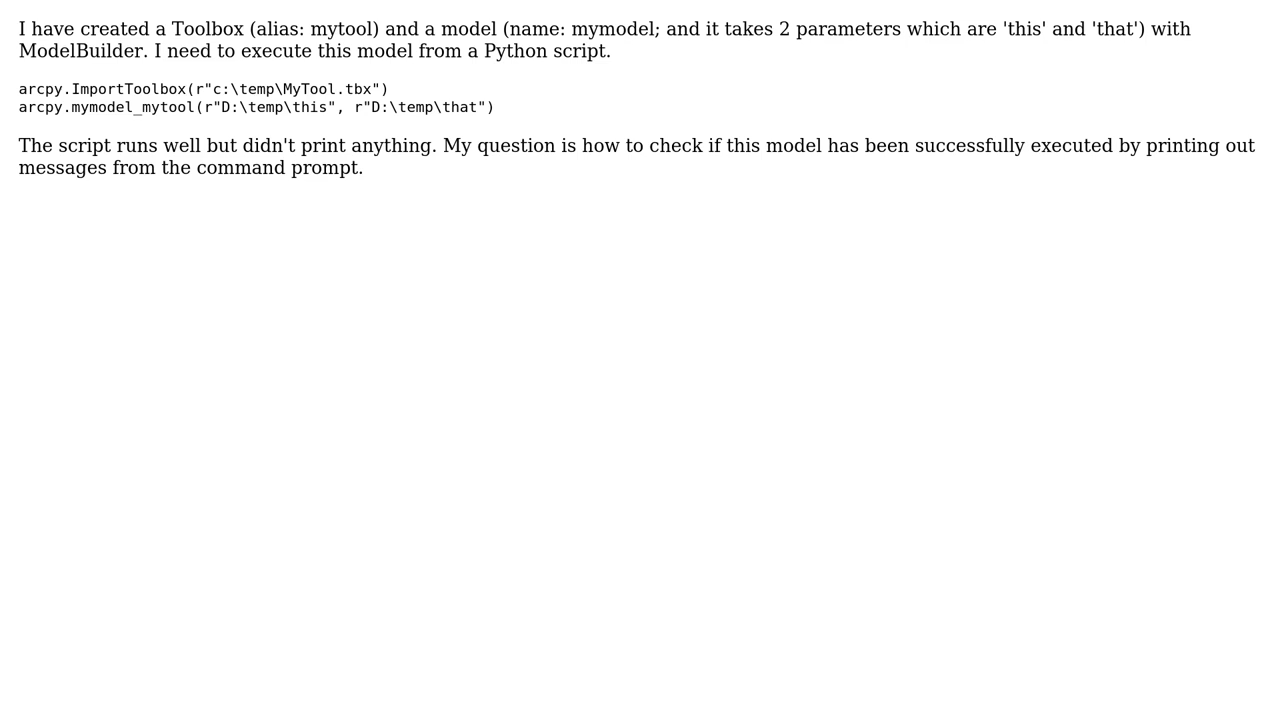 I have created a Toolbox (alias: mytool) and a model (name: mymodel; and it takes 2 parameters which are 'this' and 'that') with
ModelBuilder. I need to execute this model from a Python script.
arcpy.ImportToolbox(r"c:\temp\MyTool.tbx")
arcpy.mymodel_mytool(r"D:\temp\this", r"D:\temp\that")
The script runs well but didn't print anything. My question is how to check if this model has been successfully executed by printing out
messages from the command prompt.